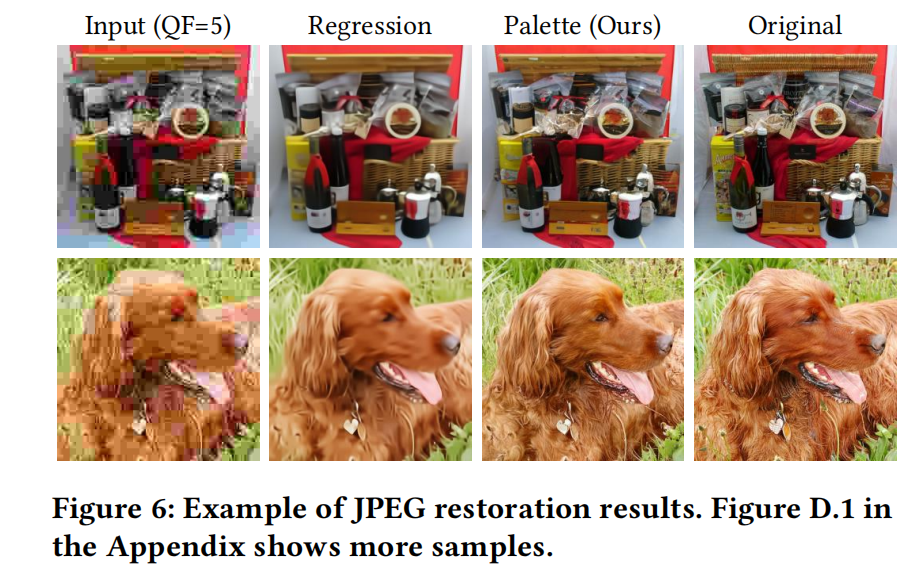 Input (QF=5) Regression Palette (Ours) Original
Figure 6: Example of JPEG restoration results. Figure D.1 in
the Appendix shows more samples.